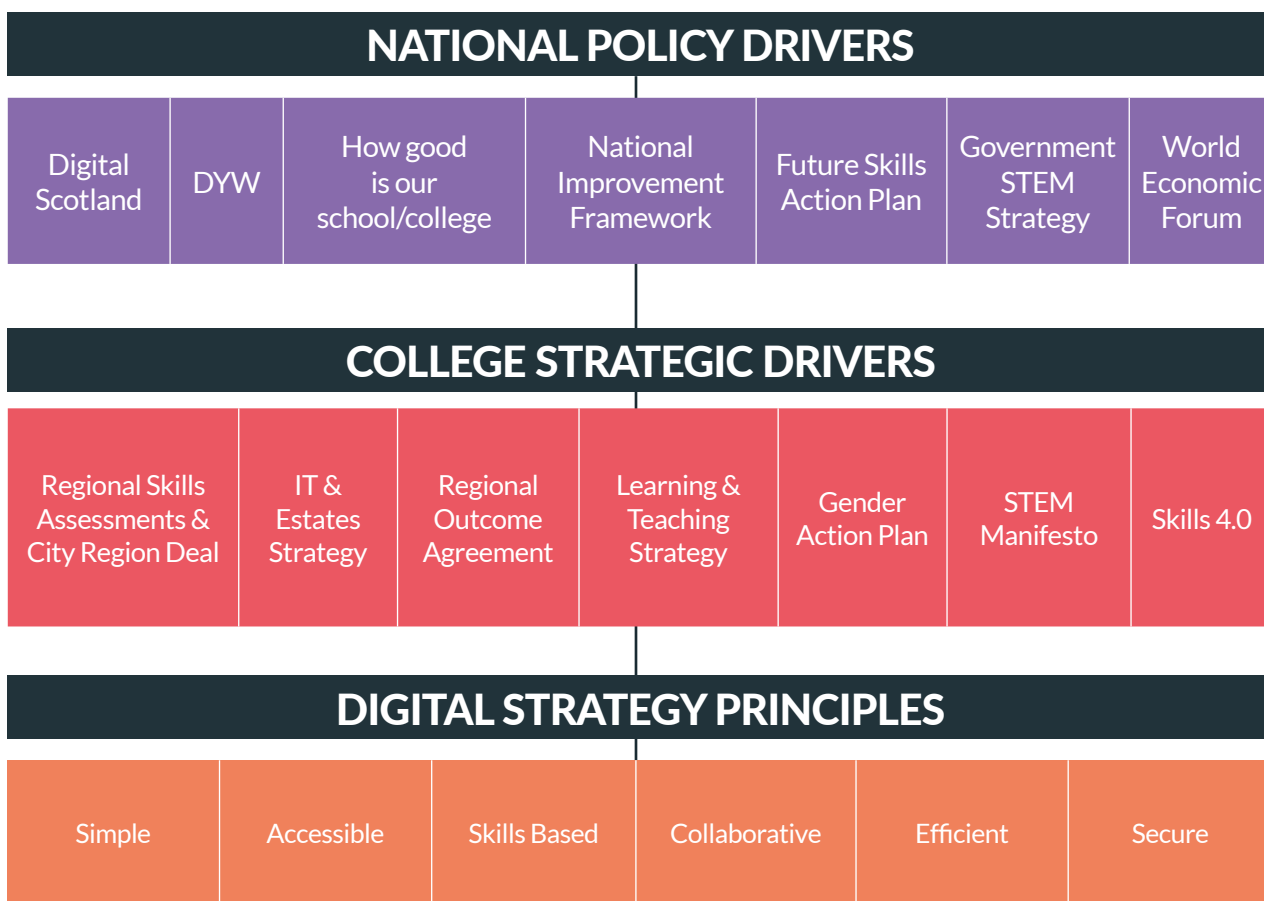 NATIONAL POLICY DRIVERS
Digital
Scotland
DYW
How good
is our
school/college
National
Improvement
Framework
Future Skills
Action Plan
Government
STEM
Strategy
World
Economic
Forum
COLLEGE STRATEGIC DRIVERS
Regional Skills
Assessments &
City Region Deal
IT &
Estates
Strategy
Regional
Outcome
Agreement
Learning &
Teaching
Strategy
Gender
Action Plan
STEM
Manifesto
Skills 4.0
DIGITAL STRATEGY PRINCIPLES
Simple
Accessible
Skills Based
Collaborative
Efficient
Secure